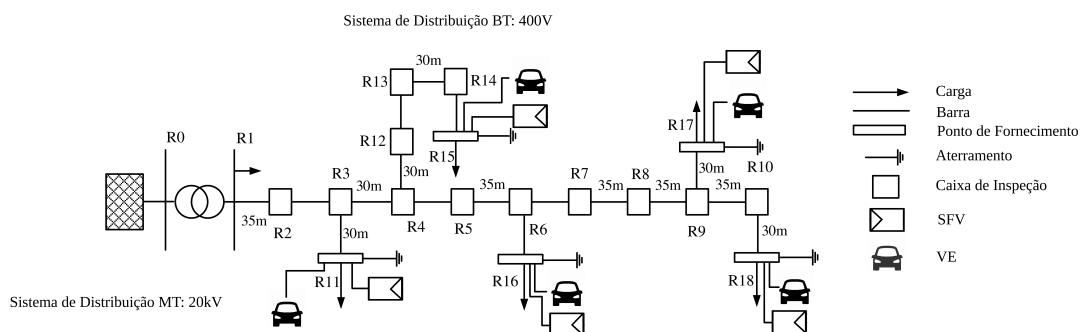 Sistema de Distribuição BT: 400V
30m
R13
R14
R12
R15
30m
R0
R1
R3
30m
35m
R2
R4
R5
35m
R6
R7
35m
R8
35m
R9
35m
R10
R17
30m
30m
R11
R16
30m
R18
Sistema de Distribuição MT: 20kV
Carga
Barra
Ponto de Fornecimento
Aterramento
Caixa de Inspeção
SFV
VE